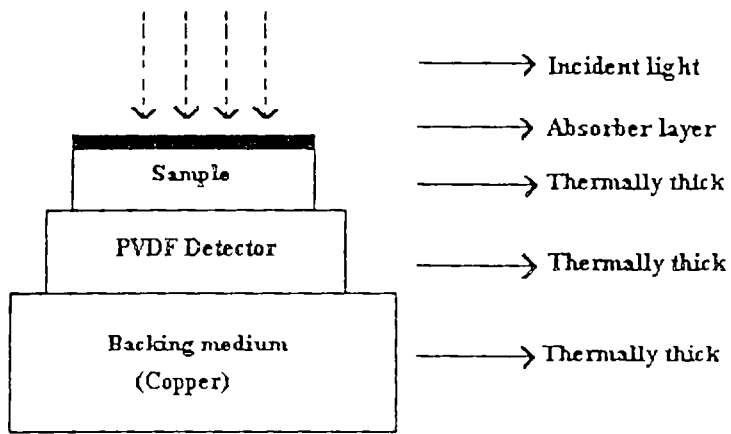 Incident light
Absorber layer
Sample
Thermally thick
PVDF Detector
Thermally thick
Backing medium
(Copper)
Thermally thick